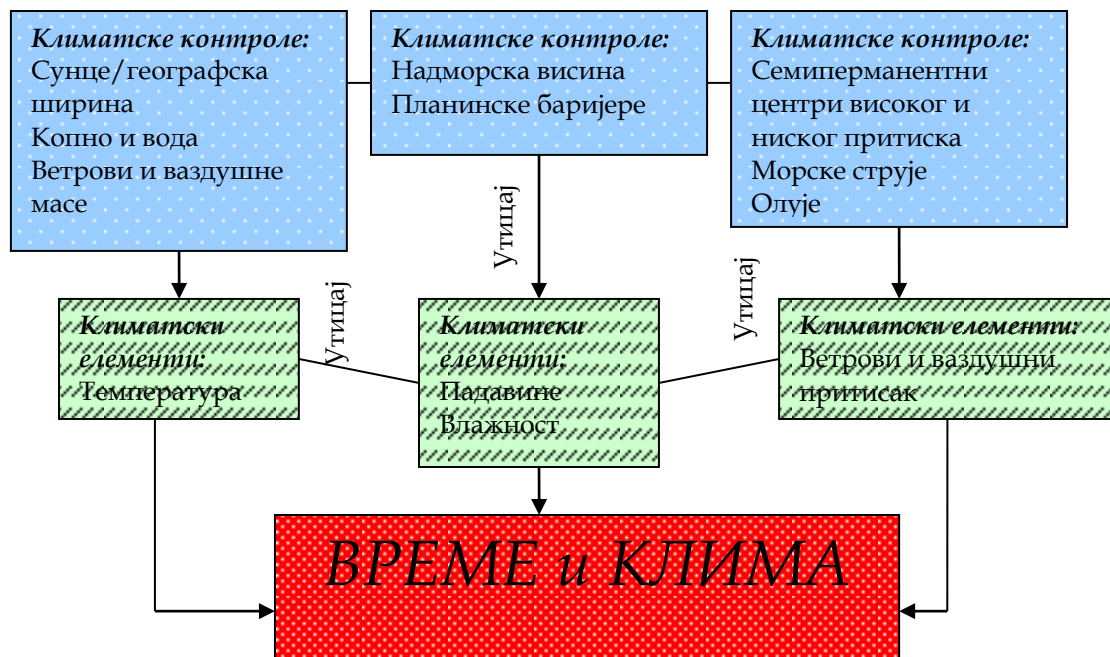 Климатске контроле:
Сунце/географска
ширина
Копно и вода
Ветрови и ваздушне
масе
Климатске контроле:
Надморска висина
Планинске баријере
Климатске контроле:
Семиперманентни
центри високог и
ниског притиска
Морске струје
Олује
Утицај
Утицај
Утицај
Климатски
елементи:
Температура
Климатски
елементи:
Падавине
Влажност
Климатски елементи:
Ветрови и ваздушни
притисак
ВРЕМЕ и КЛИМА